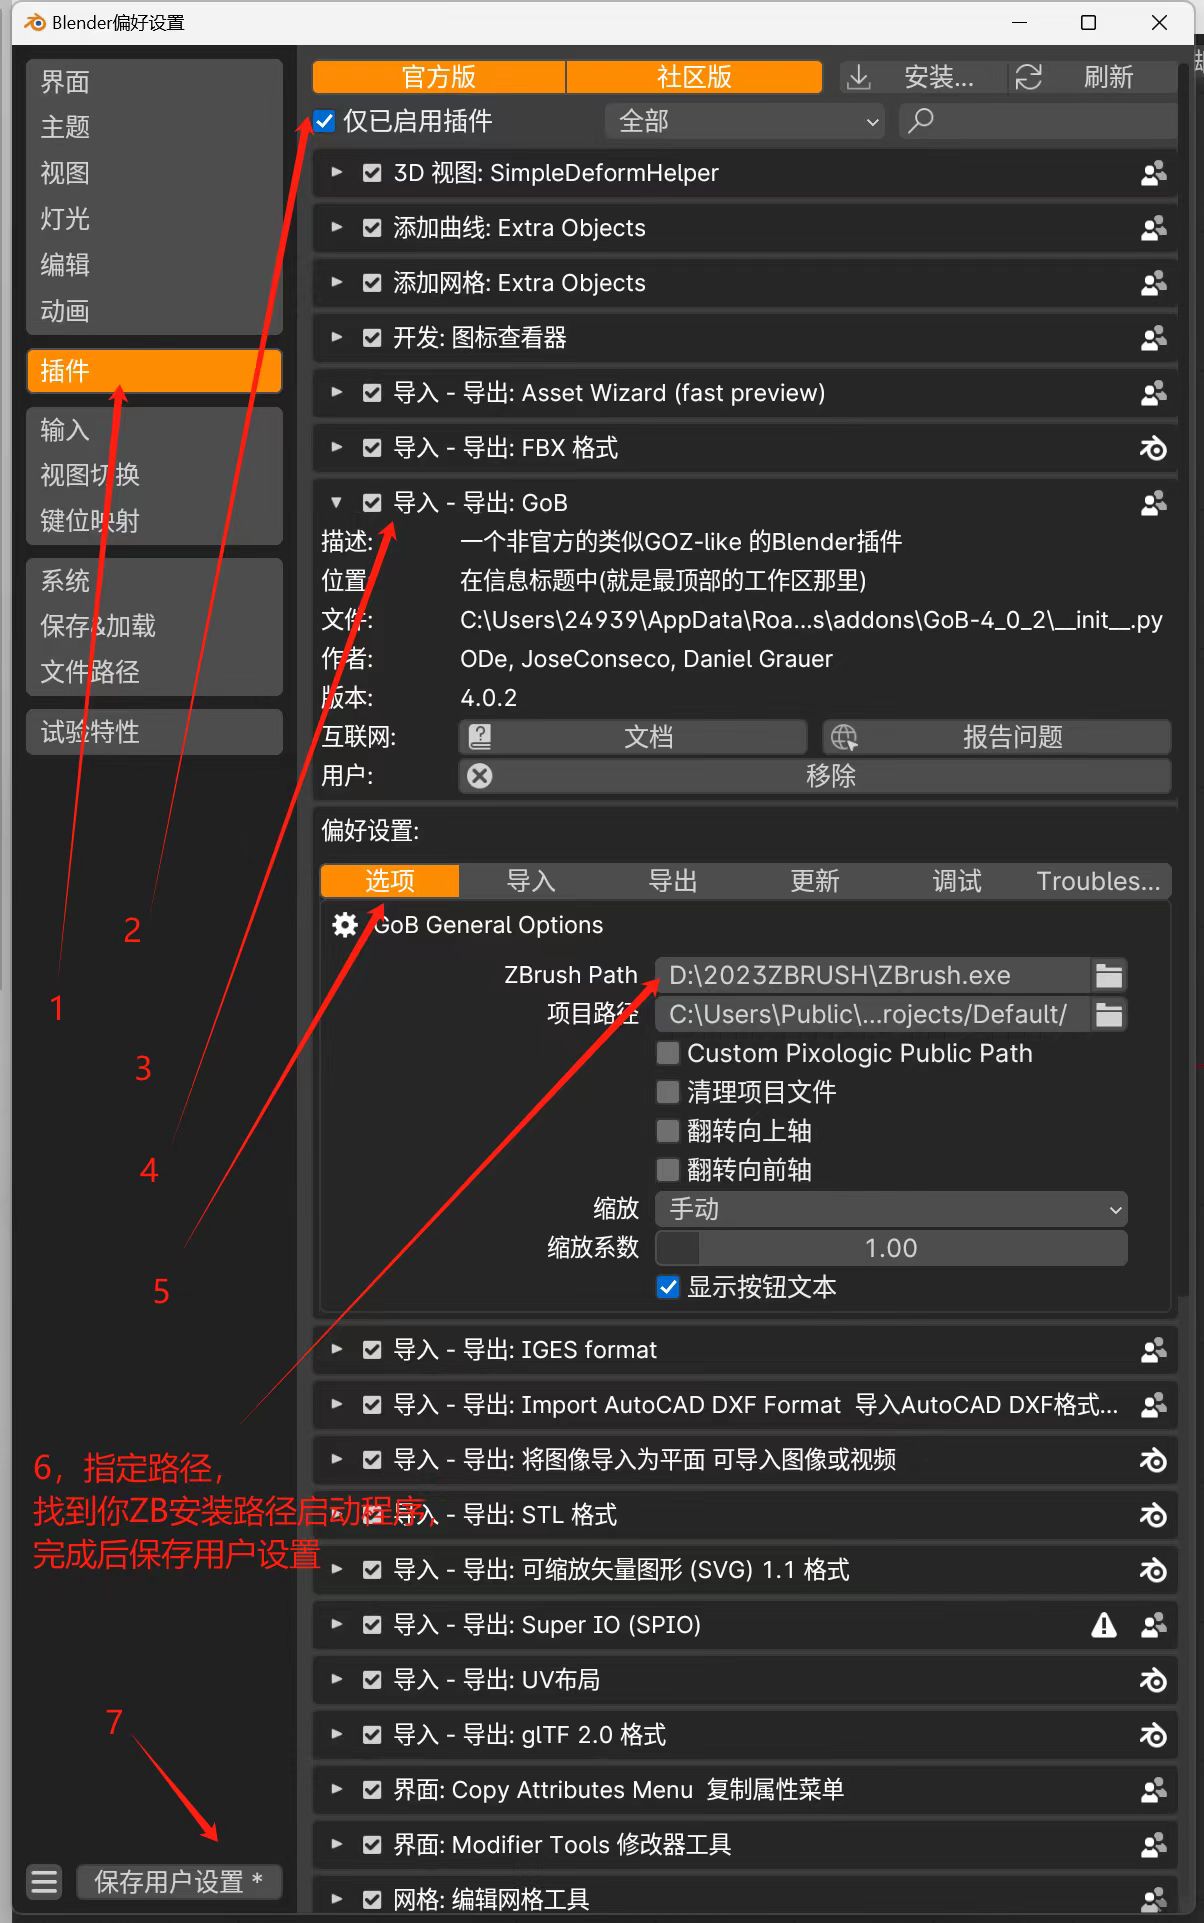 Blender偏好设置
界面
主题
视图
灯光
编辑
动画
插件
输入
视图切换
键位映射
系统
保存&加载
文件路径
试验特性
官方版 社区版 安装... 刷新
仅已启用插件 全部
3D 视图: SimpleDeformHelper
添加曲线: Extra Objects
添加网格: Extra Objects
开发: 图标查看器
导入 - 导出: Asset Wizard (fast preview)
导入 - 导出: FBX 格式
导入 - 导出: GoB
描述: 一个非官方的类似GOZ-like 的Blender插件
位置: 在信息标题中(就是最顶部的工作区那里)
文件: C:\Users\24939\AppData\Roa...s\addons\GoB-4_0_2\__init__.py
作者: ODe, JoseConseco, Daniel Grauer
版本: 4.0.2
互联网: 文档 报告问题
用户: 移除
偏好设置:
选项 导入 导出 更新 调试 Troubles...
GoB General Options
ZBrush Path D:\2023ZBRUSH\ZBrush.exe
项目路径 C:\Users\Public\...rojects/Default/
Custom Pixologic Public Path
清理项目文件
翻转向上轴
翻转向前轴
缩放 手动
缩放系数 1.00
显示按钮文本
导入 - 导出: IGES format
导入 - 导出: Import AutoCAD DXF Format 导入AutoCAD DXF格式...
导入 - 导出: 将图像导入为平面 可导入图像或视频
导入 - 导出: STL 格式
导入 - 导出: 可缩放矢量图形 (SVG) 1.1 格式
导入 - 导出: Super IO (SPIO)
导入 - 导出: UV布局
导入 - 导出: glTF 2.0 格式
界面: Copy Attributes Menu 复制属性菜单
界面: Modifier Tools 修改器工具
网格: 编辑网格工具
1
2
3
4
5
6，指定路径，
找到你ZB安装路径启动程序，
完成后保存用户设置
7
保存用户设置 *